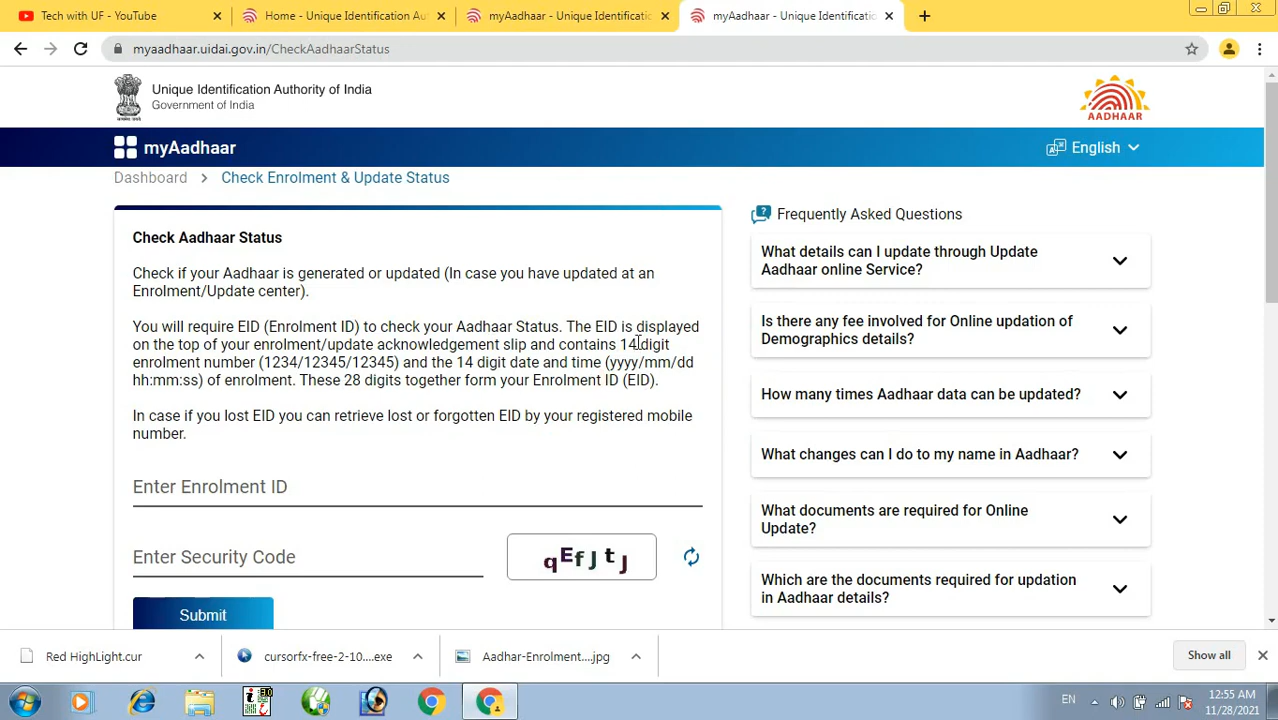 Tech with UF - YouTube
Home - Unique Identification Au
myAadhaar - Unique Identificatio
myAadhaar - Unique Identificatio
myaadhaar.uidai.gov.in/CheckAadhaarStatus
Unique Identification Authority of India
Government of India
AADHAAR
myAadhaar
English
Dashboard > Check Enrolment & Update Status
Check Aadhaar Status
Check if your Aadhaar is generated or updated (In case you have updated at an
Enrolment/Update center).
You will require EID (Enrolment ID) to check your Aadhaar Status. The EID is displayed
on the top of your enrolment/update acknowledgement slip and contains 14 digit
enrolment number (1234/12345/12345) and the 14 digit date and time (yyyy/mm/dd
hh:mm:ss) of enrolment. These 28 digits together form your Enrolment ID (EID).
In case if you lost EID you can retrieve lost or forgotten EID by your registered mobile
number.
Enter Enrolment ID
Enter Security Code
qEfJtJ
Submit
Frequently Asked Questions
What details can I update through Update
Aadhaar online Service?
Is there any fee involved for Online updation of
Demographics details?
How many times Aadhaar data can be updated?
What changes can I do to my name in Aadhaar?
What documents are required for Online
Update?
Which are the documents required for updation
in Aadhaar details?
Red HighLight.cur
cursorfx-free-2-10....exe
Aadhar-Enrolment....jpg
Show all
EN
12:55 AM
11/28/2021